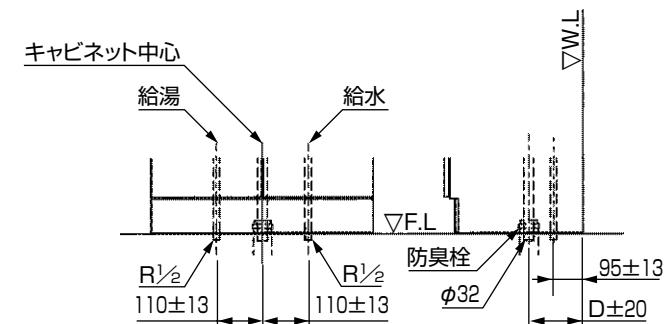 キャビネット中心
給湯
給水
▽W.L
▽F.L
防臭栓
R1/2
R1/2
φ32
95±13
110±13
110±13
D±20